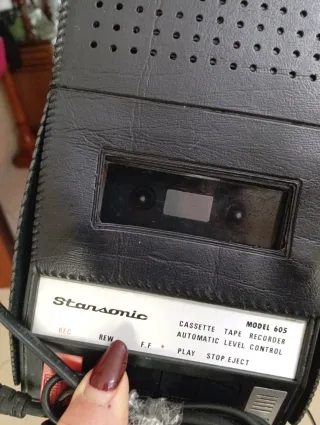 Stansonic
MODEL 605
CASSETTE TAPE RECORDER
AUTOMATIC LEVEL CONTROL
REC
REW
F.F
PLAY
STOP.EJECT